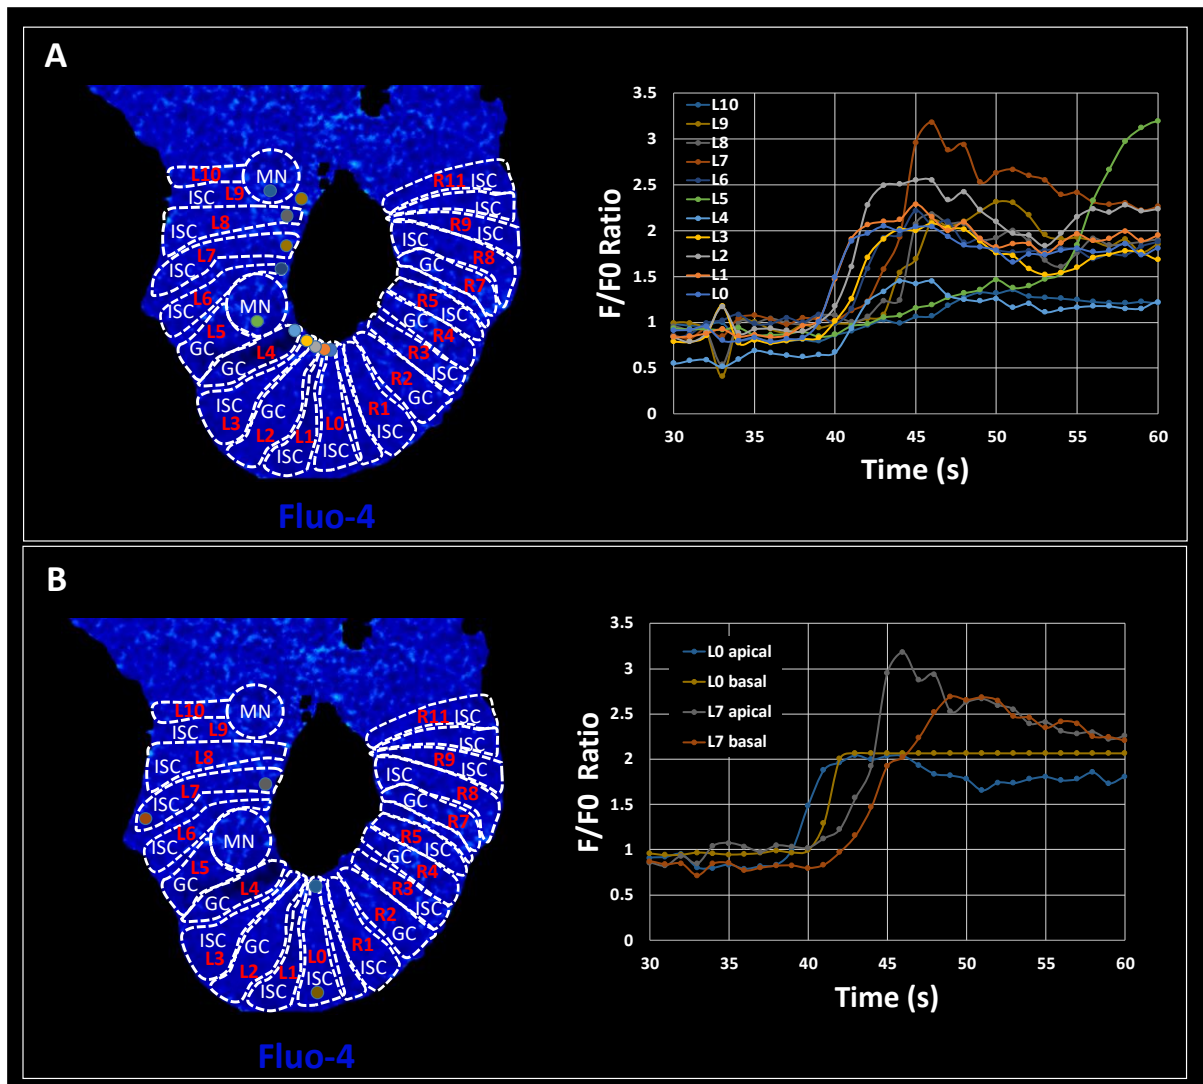 A
L10
MN
ISC
L9
L8
ISC
L7
ISC
L6
MN
ISC
L5
GC
L4
GC
ISC
L3
GC
L2
L1
ISC
L0
ISC
R1
ISC
R2
GC
R3
ISC
R4
GC
R5
ISC
R7
GC
R8
ISC
R9
ISC
R11
ISC
Fluo-4
F/F0 Ratio
3.5
3
2.5
2
1.5
1
0.5
0
L10
L9
L8
L7
L6
L5
L4
L3
L2
L1
L0
30 35 40 45 50 55 60
Time (s)
B
L10
MN
ISC
L9
L8
ISC
L7
L6
ISC
MN
L5
GC
L4
GC
ISC
L3
GC
L2
L1
ISC
L0
ISC
R1
ISC
R2
GC
R3
ISC
R4
GC
R5
ISC
R7
GC
R8
ISC
R9
ISC
R11
ISC
Fluo-4
F/F0 Ratio
3.5
3
2.5
2
1.5
1
0.5
0
L0 apical
L0 basal
L7 apical
L7 basal
30 35 40 45 50 55 60
Time (s)